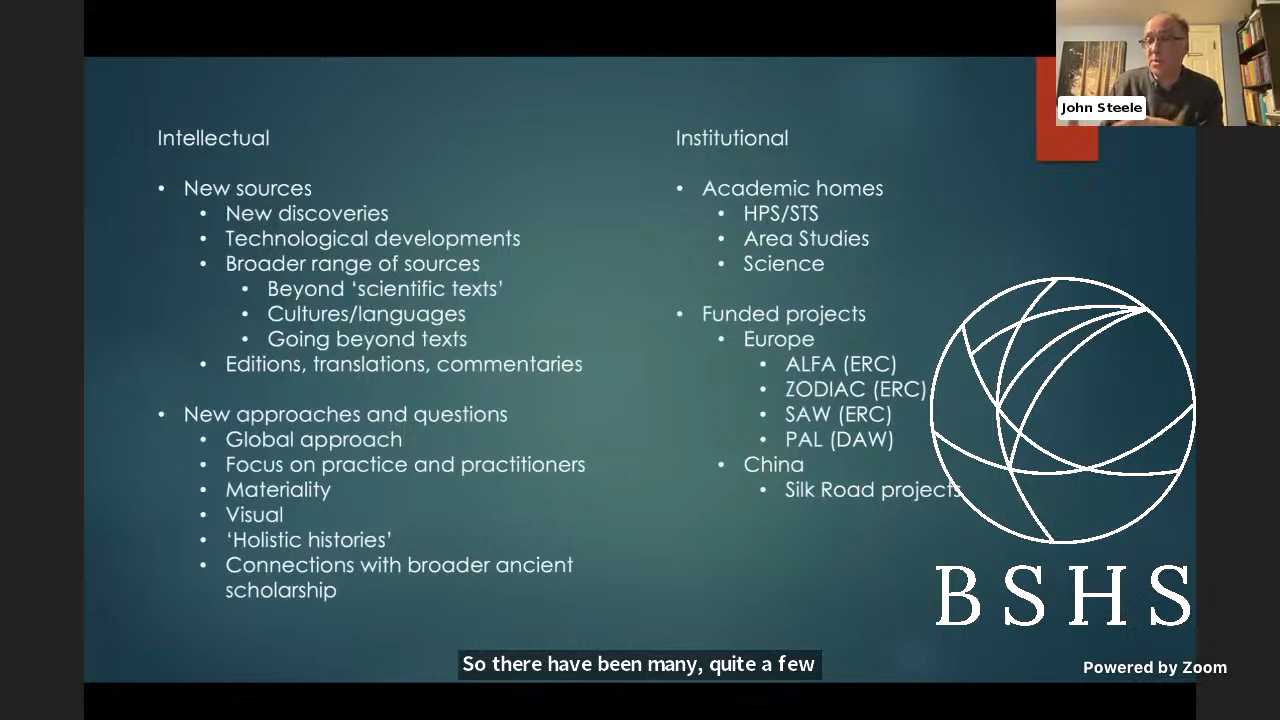 John Steele
Intellectual
• New sources
• New discoveries
• Technological developments
• Broader range of sources
• Beyond ‘scientific texts’
• Cultures/languages
• Going beyond texts
• Editions, translations, commentaries
• New approaches and questions
• Global approach
• Focus on practice and practitioners
• Materiality
• Visual
• ‘Holistic histories’
• Connections with broader ancient
scholarship
Institutional
• Academic homes
• HPS/STS
• Area Studies
• Science
• Funded projects
• Europe
• ALFA (ERC)
• ZODIAC (ERC)
• SAW (ERC)
• PAL (DAW)
• China
• Silk Road projects
BSHS
So there have been many, quite a few
Powered by Zoom